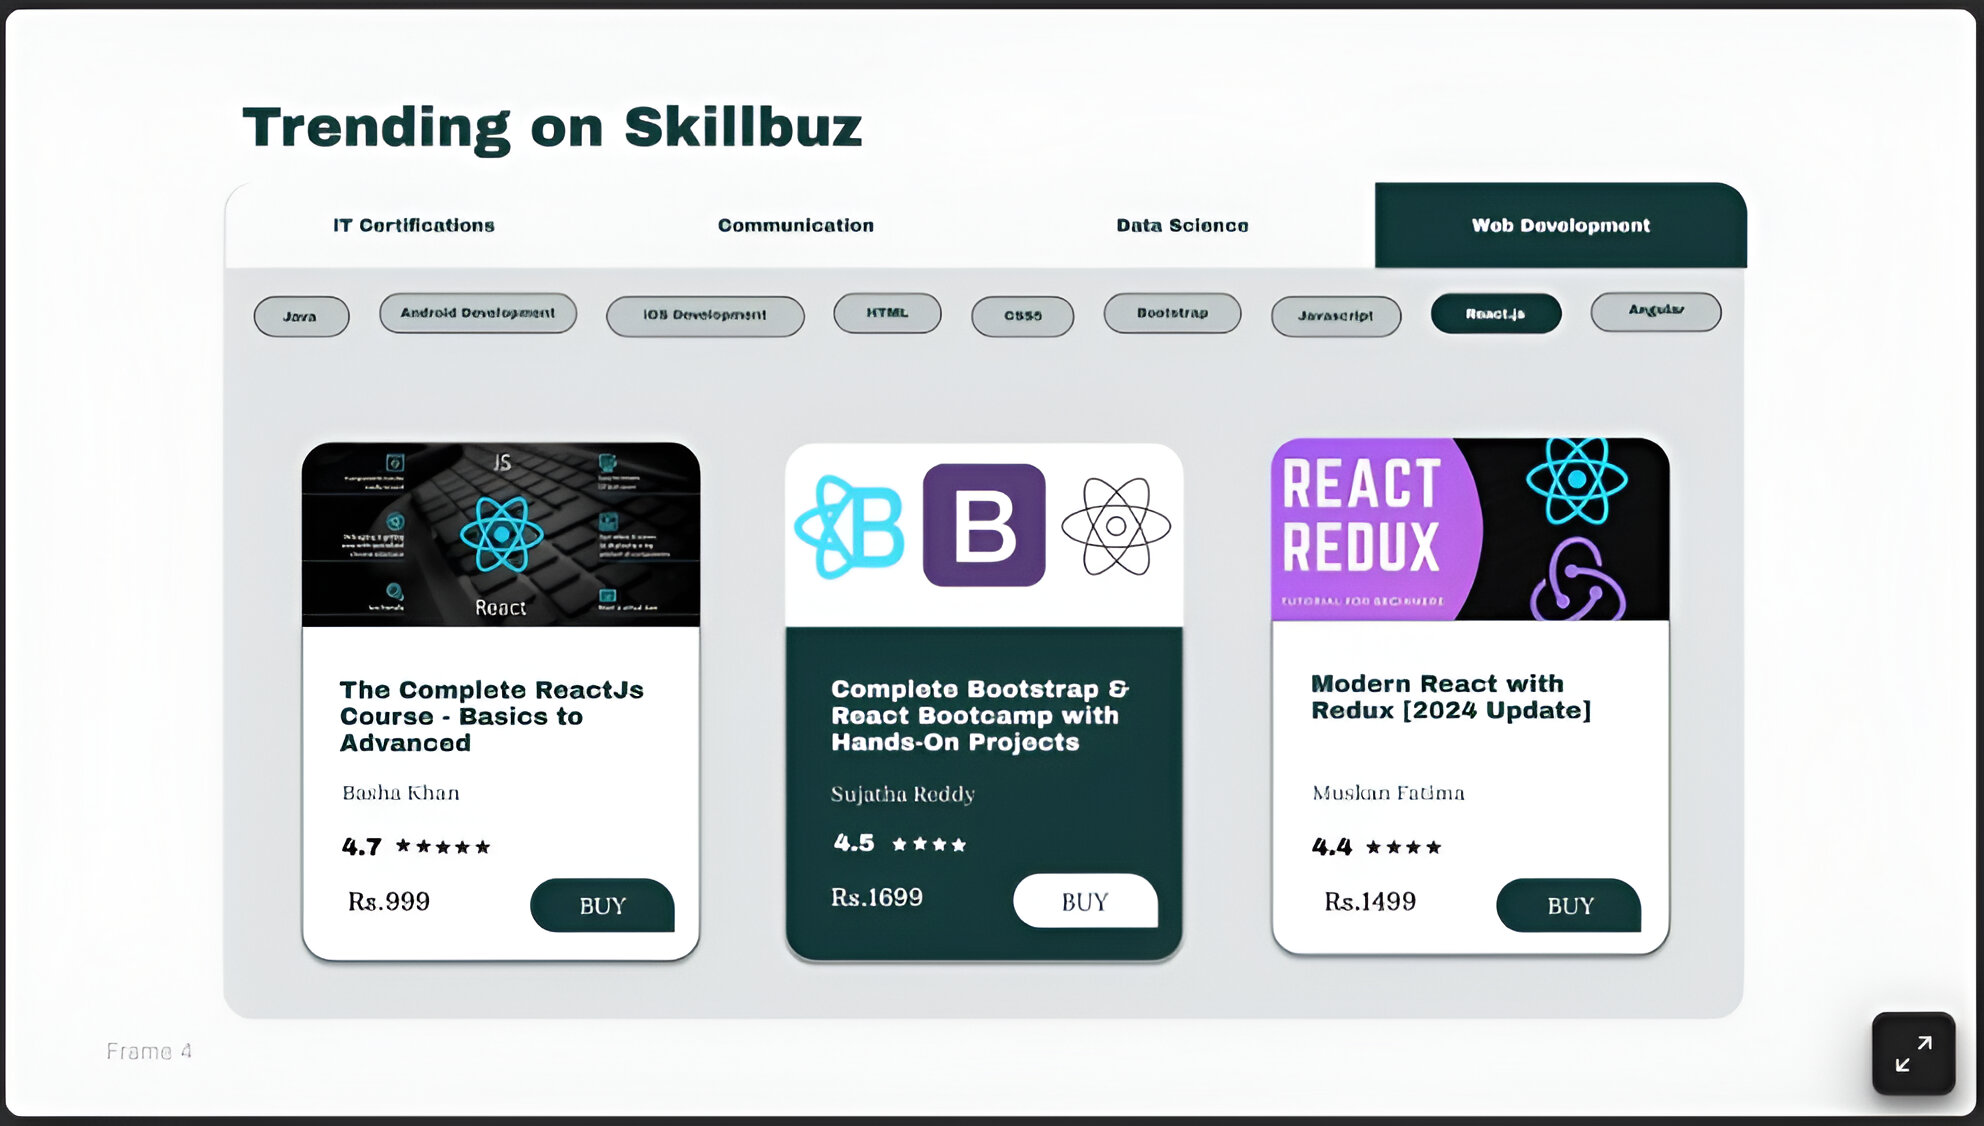 Trending on Skillbuz
IT Certifications
Communication
Data Science
Web Development
Java
Android Development
iOS Development
HTML
CSS5
Bootstrap
Javascript
React.js
Angular
JS
React
B
B
REACT
REDUX
TUTORIAL FOR BEGINNERS
The Complete ReactJs
Course - Basics to
Advanced
Basha Khan
4.7 ★★★★★
Rs.999
BUY
Complete Bootstrap &
React Bootcamp with
Hands-On Projects
Sujatha Reddy
4.5 ★★★★
Rs.1699
BUY
Modern React with
Redux [2024 Update]
Muskan Fatima
4.4 ★★★★
Rs.1499
BUY
Frame 4